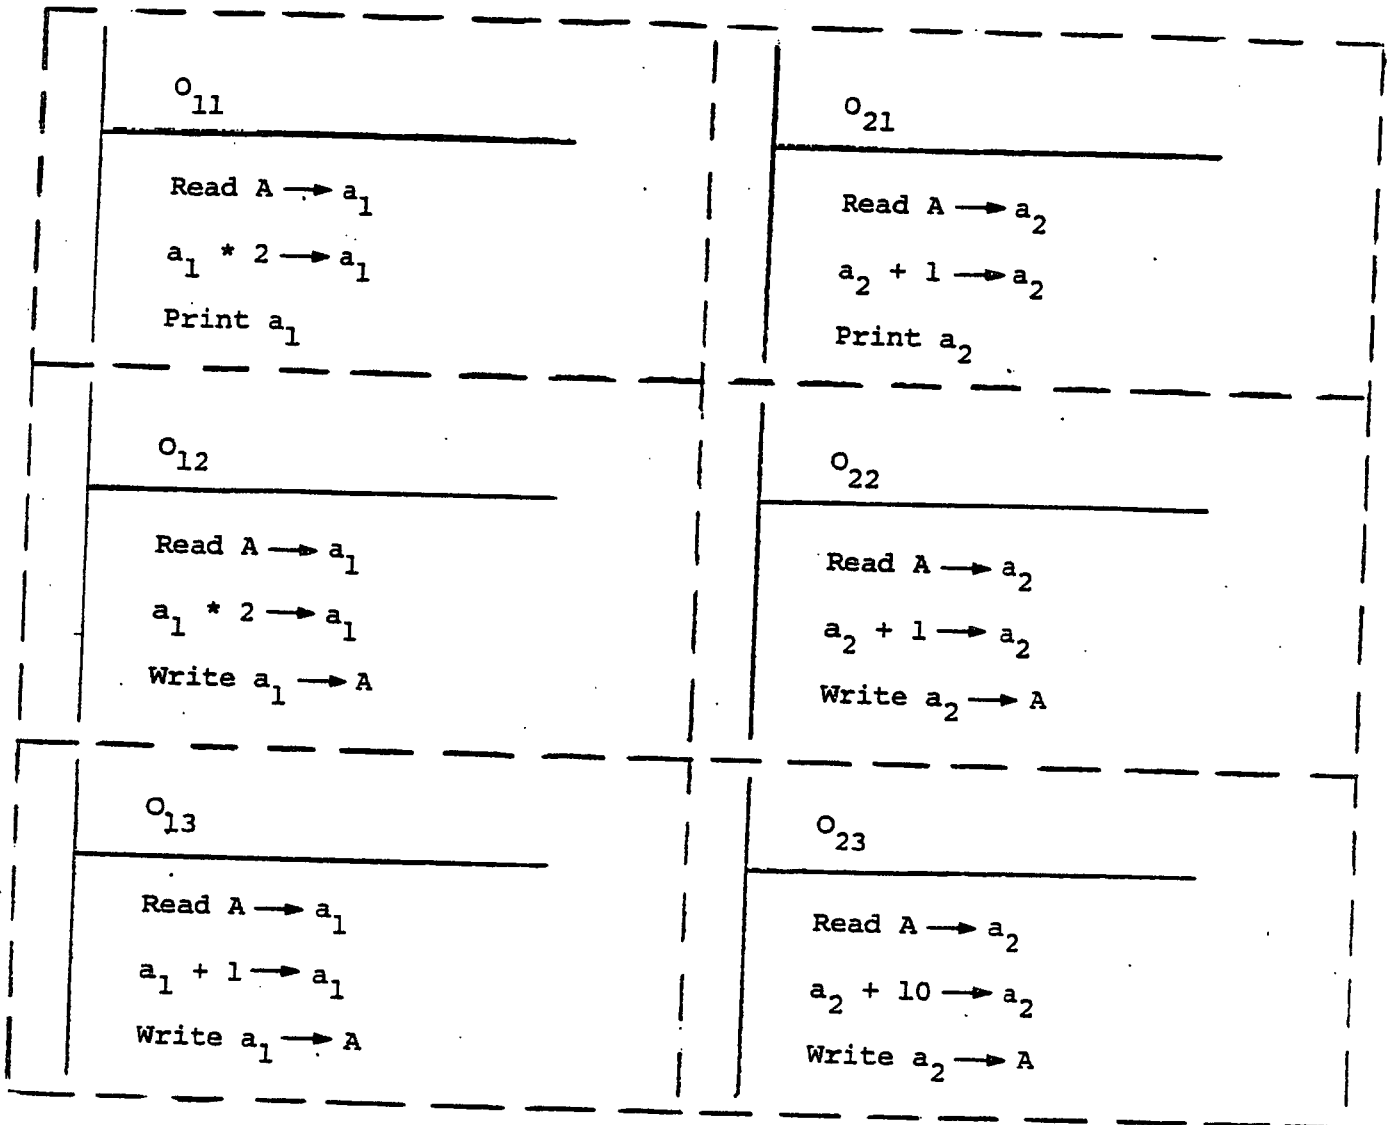 O11
Read A → a1
a1 * 2 → a1
Print a1
O21
Read A → a2
a2 + 1 → a2
Print a2
O12
Read A → a1
a1 * 2 → a1
Write a1 → A
O22
Read A → a2
a2 + 1 → a2
Write a2 → A
O13
Read A → a1
a1 + 1 → a1
Write a1 → A
O23
Read A → a2
a2 + 10 → a2
Write a2 → A